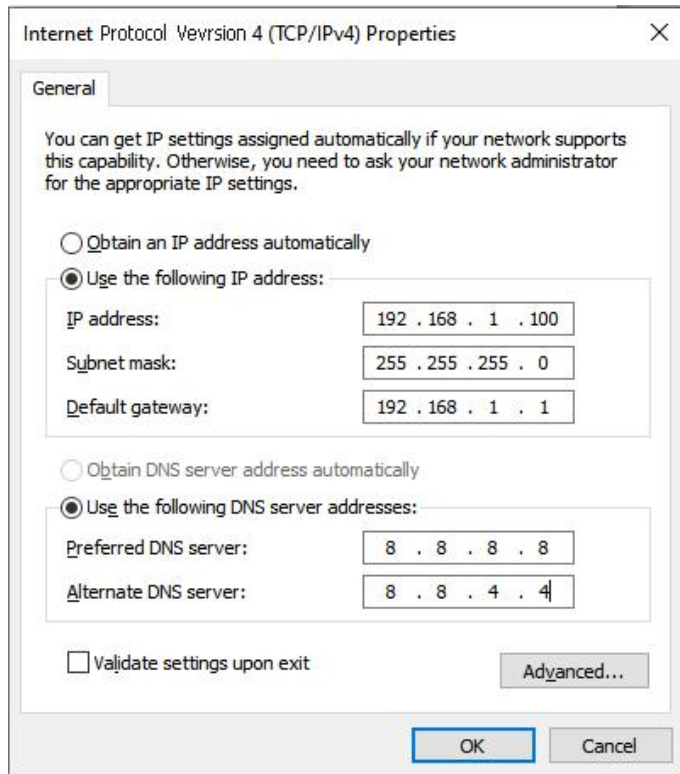 Internet Protocol Vevrsion 4 (TCP/IPv4) Properties
General
You can get IP settings assigned automatically if your network supports
this capability. Otherwise, you need to ask your network administrator
for the appropriate IP settings.
Obtain an IP address automatically
Use the following IP address:
IP address: 192 . 168 . 1 . 100
Subnet mask: 255 . 255 . 255 . 0
Default gateway: 192 . 168 . 1 . 1
Obtain DNS server address automatically
Use the following DNS server addresses:
Preferred DNS server: 8 . 8 . 8 . 8
Alternate DNS server: 8 . 8 . 4 . 4
Validate settings upon exit
Advanced...
OK Cancel